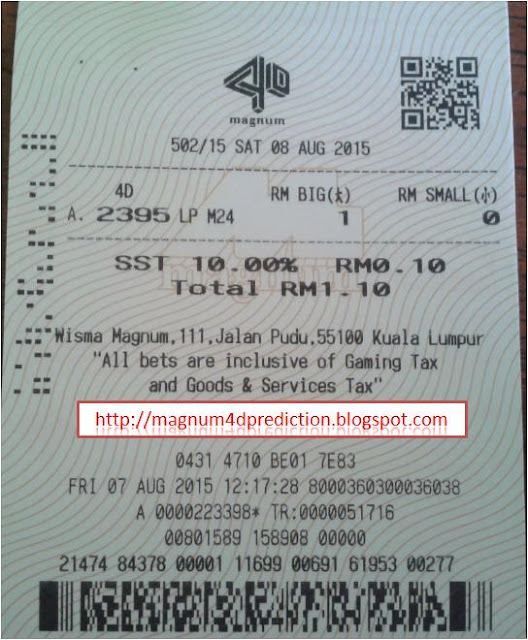 4D
magnum
502/15 SAT 08 AUG 2015
4D RM BIG(大) RM SMALL(小)
A. 2395 LP M24 1 0
SST 10.00% RM0.10
Total RM1.10
Wisma Magnum,111,Jalan Pudu,55100 Kuala Lumpur
"All bets are inclusive of Gaming Tax
and Goods & Services Tax"
http://magnum4dprediction.blogspot.com
0431 4710 BE01 7E83
FRI 07 AUG 2015 12:17:28 8000360300036038
A 0000223398* TR:0000051716
00801589 158908 00000
21474 84378 00001 11699 00691 61953 00277